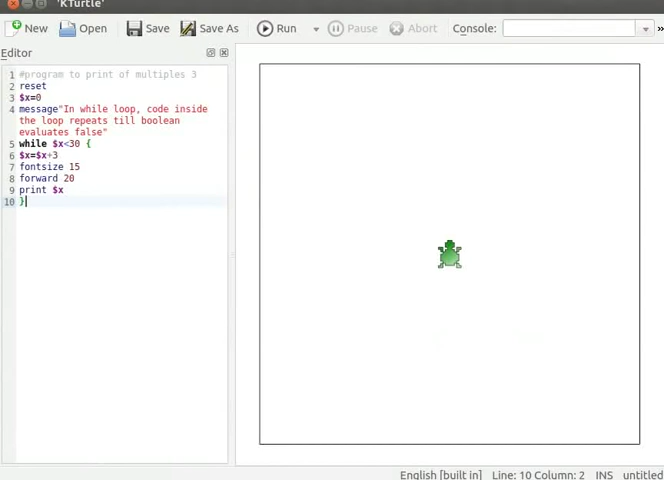 'KTurtle'
New Open Save Save As Run Pause Abort Console: »
Editor
1 #program to print of multiples 3
2 reset
3 $x=0
4 message"In while loop, code inside
the loop repeats till boolean
evaluates false"
5 while $x<30 {
6 $x=$x+3
7 fontsize 15
8 forward 20
9 print $x
10 }
English [built in] Line: 10 Column: 2 INS untitled